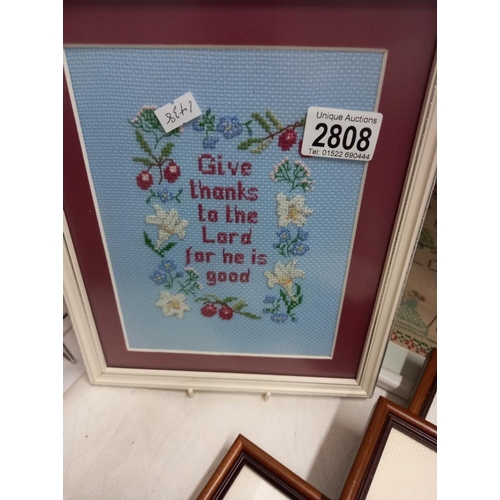 Unique Auctions
2808
Tel: 01522 690444
Give
thanks
to the
Lord
for he is
good